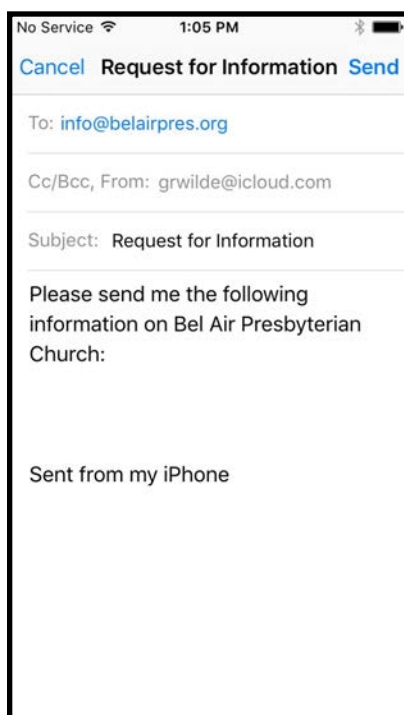 No Service 1:05 PM
Cancel Request for Information Send
To: info@belairpres.org
Cc/Bcc, From: grwilde@icloud.com
Subject: Request for Information
Please send me the following
information on Bel Air Presbyterian
Church:
Sent from my iPhone